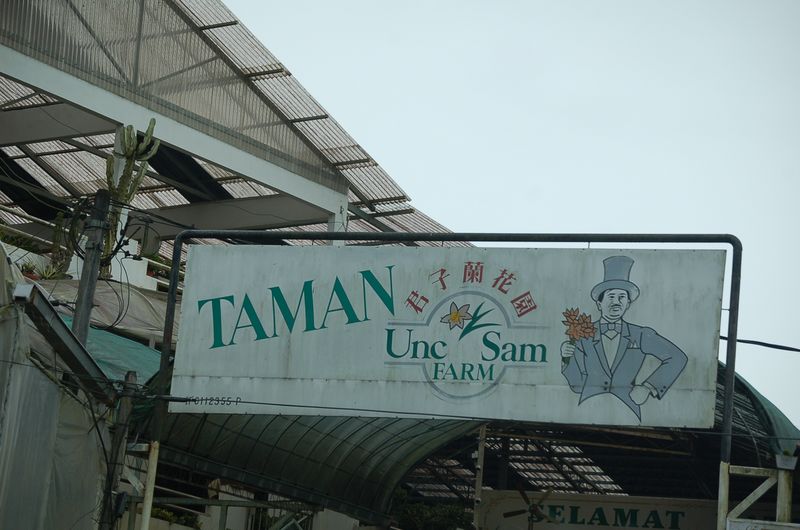 TAMAN
君子蘭花園
Unc Sam
FARM
SELAMAT